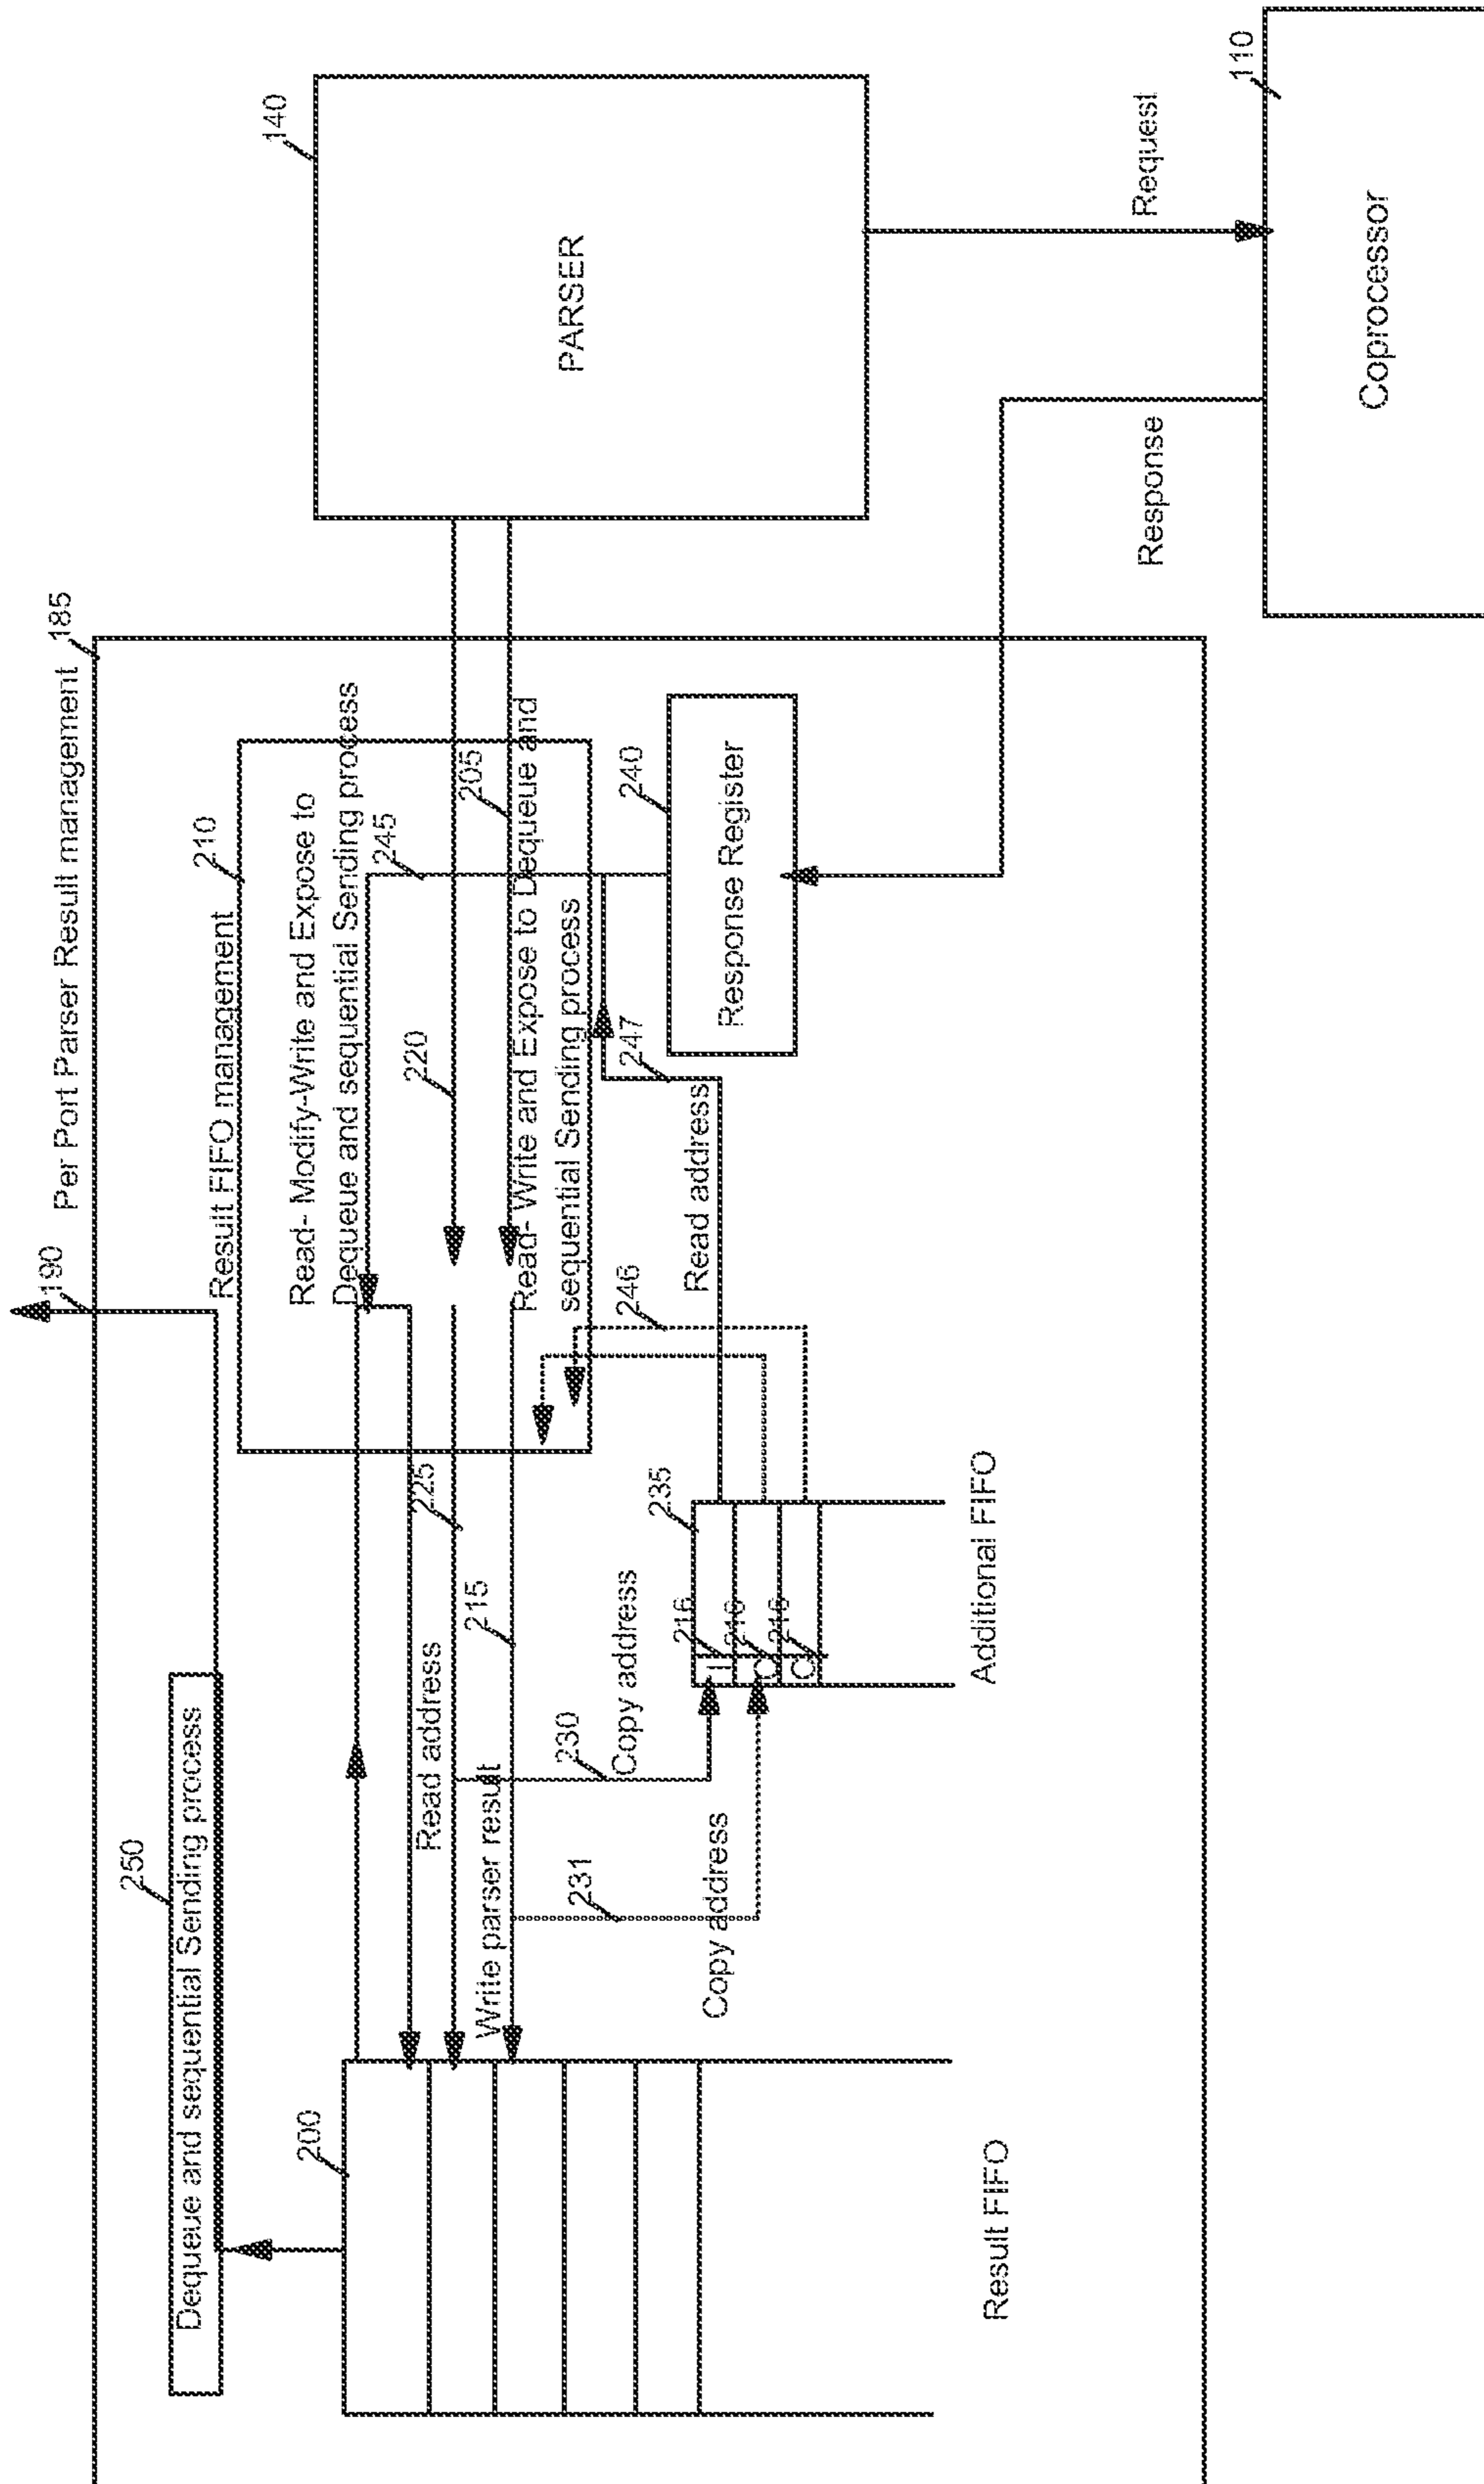 190
Per Port Parser Result management
185
250
Dequeue and sequential Sending process
Result FIFO management
210
140
PARSER
Read- Modify-Write and Expose to
Dequeue and sequential Sending process
245
220
205
Read- Write and Expose to Dequeue and
sequential Sending process
200
Read address
225
Write parser result
215
230
Copy address
231
Copy address
235
216
216
216
246
Read address
247
240
Response Register
Result FIFO
Additional FIFO
Response
Request
110
Coprocessor